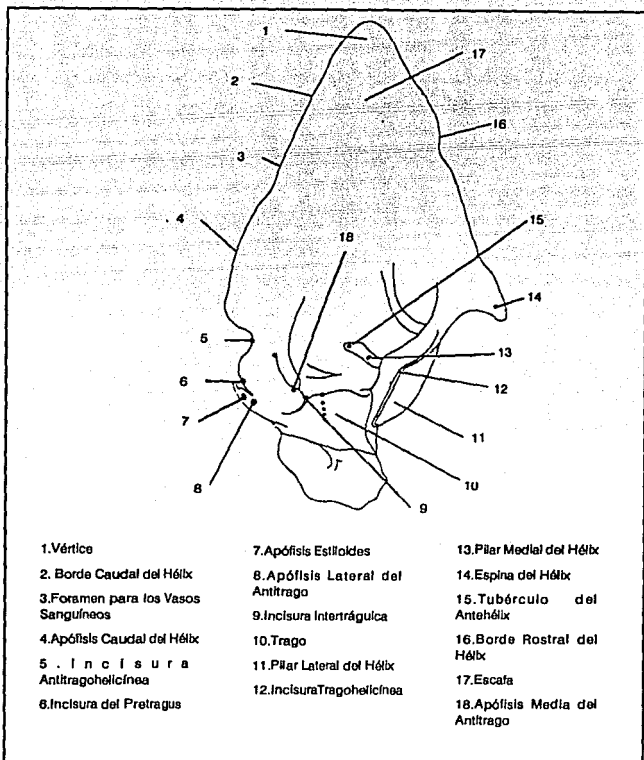 1
17
2
16
3
4
18
15
5
14
6
13
7
12
11
8
10
9
1.Vértice
2. Borde Caudal del Hélix
3.Foramen para los Vasos
Sanguíneos
4.Apófisis Caudal del Hélix
5 . I n c í s u r a
Antitragohelicínea
6.Incisura del Pretragus
7.Apófisis Estiloides
8.Apófisis Lateral del
Antitrago
9.Incisura Intertráguica
10.Trago
11.Pilar Lateral del Hélix
12.IncisuraTragohelicínea
13.Pilar Medial del Hélix
14.Espina del Hélix
15.Tubérculo del
Antehélix
16.Borde Rostral del
Hélix
17.Escafa
18.Apófisis Media del
Antitrago